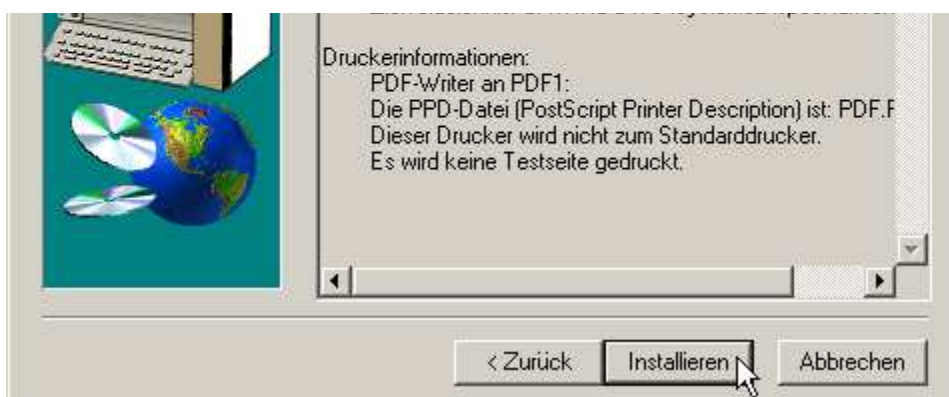 Druckerinformationen:
PDF-Writer an PDF1:
Die PPD-Datei (PostScript Printer Description) ist: PDF.F
Dieser Drucker wird nicht zum Standarddrucker.
Es wird keine Testseite gedruckt.
< Zurück Installieren Abbrechen